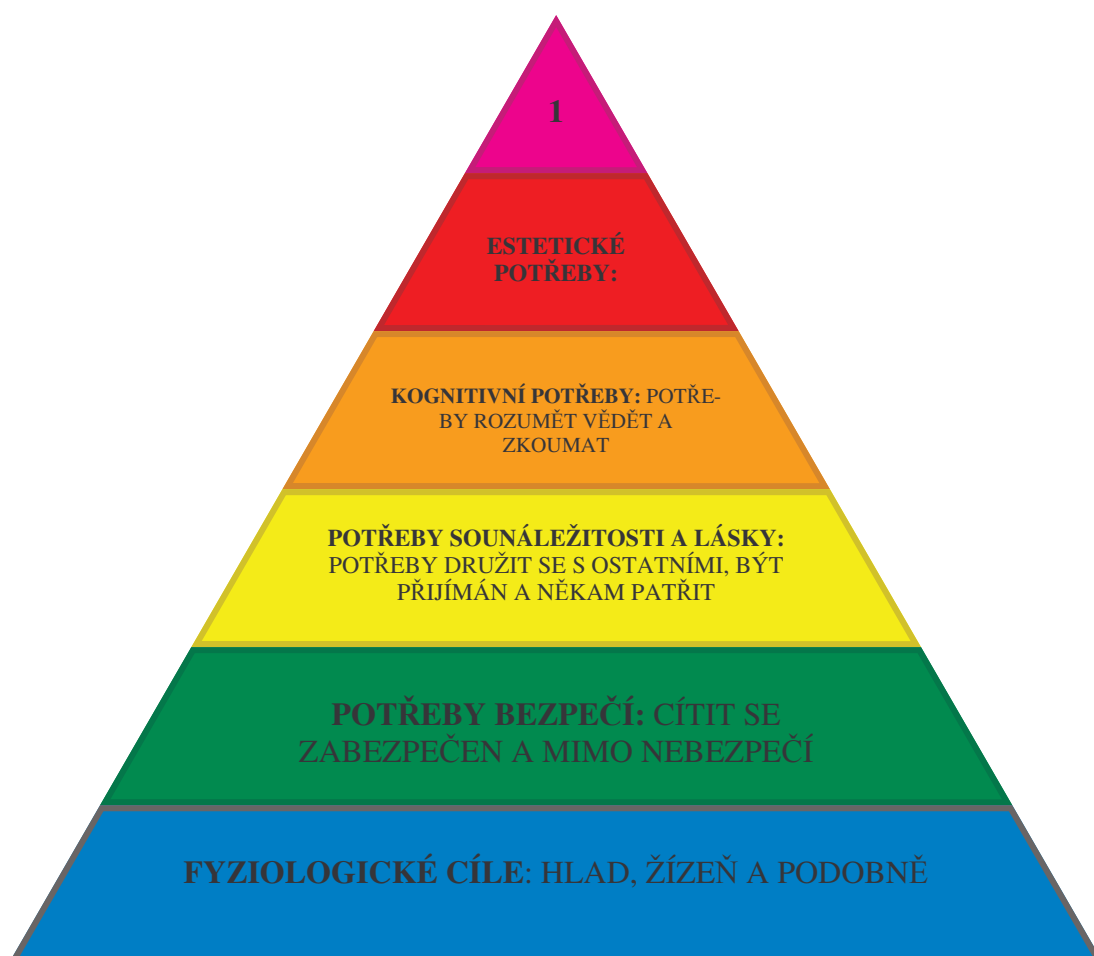 1
ESTETICKÉ
POTŘEBY:
KOGNITIVNÍ POTŘEBY: POTŘE-
BY ROZUMĚT VĚDĚT A
ZKOUMAT
POTŘEBY SOUNÁLEŽITOSTI A LÁSKY:
POTŘEBY DRUŽIT SE S OSTATNÍMI, BÝT
PŘIJÍMÁN A NĚKAM PATŘIT
POTŘEBY BEZPEČÍ: CÍTIT SE
ZABEZPEČEN A MIMO NEBEZPEČÍ
FYZIOLOGICKÉ CÍLE: HLAD, ŽÍZEŇ A PODOBNĚ